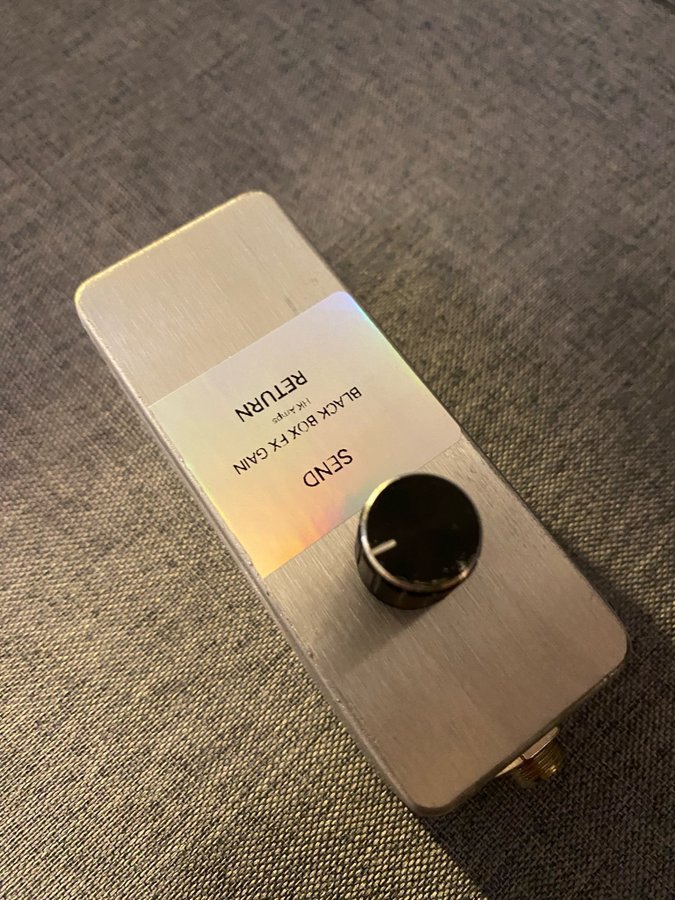 SEND
BLACK BOX FX GAIN
HK Amps
RETURN